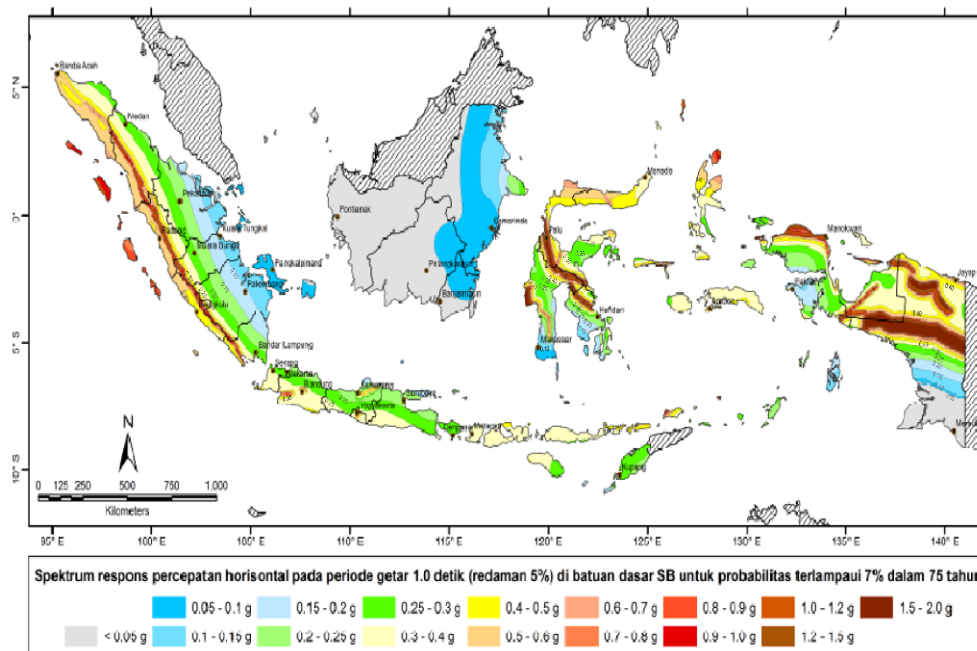 Banda Aceh
5°N
Medan
Pekanbaru
Menado
0°
Pontianak
Samarinda
Palu
Manokwari
Kuala Tungkal
Padang
Muara Bungo
Pangkalpinang
Palangkaraya
Jayap
Palembang
Banjarmasin
Bengkulu
Ambon
Kendari
5°S
Bandar Lampung
Makassar
Serang
Jakarta
Bandung
Semarang
Surabaya
Yogyakarta
Denpasar
Mataram
N
Kupang
10°S
0 125 250 500 750 1,000
Kilometers
95° E 100° E 105° E 110° E 115° E 120° E 125° E 130° E 135° E 140° E
Spektrum respons percepatan horisontal pada periode getar 1.0 detik (redaman 5%) di batuan dasar SB untuk probabilitas terlampaui 7% dalam 75 tahun
0.05 - 0.1 g 0.15 - 0.2 g 0.25 - 0.3 g 0.4 - 0.5 g 0.6 - 0.7 g 0.8 - 0.9 g 1.0 - 1.2 g 1.5 - 2.0 g
< 0.05 g 0.1 - 0.15 g 0.2 - 0.25 g 0.3 - 0.4 g 0.5 - 0.6 g 0.7 - 0.8 g 0.9 - 1.0 g 1.2 - 1.5 g